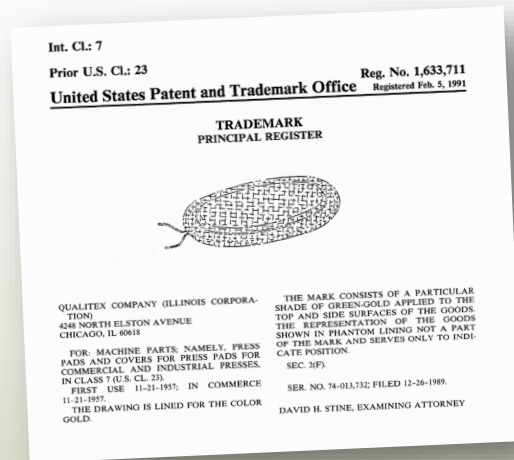 Int. Cl.: 7
Prior U.S. Cl.: 23
United States Patent and Trademark Office
Reg. No. 1,633,711
Registered Feb. 5, 1991
TRADEMARK
PRINCIPAL REGISTER
QUALITEX COMPANY (ILLINOIS CORPORA-
TION)
4248 NORTH ELSTON AVENUE
CHICAGO, IL 60618
FOR: MACHINE PARTS; NAMELY, PRESS
PADS AND COVERS FOR PRESS PADS FOR
COMMERCIAL AND INDUSTRIAL PRESSES,
IN CLASS 7 (U.S. CL. 23).
FIRST USE 11-21-1957; IN COMMERCE
11-21-1957.
THE DRAWING IS LINED FOR THE COLOR
GOLD.
THE MARK CONSISTS OF A PARTICULAR
SHADE OF GREEN-GOLD APPLIED TO THE
TOP AND SIDE SURFACES OF THE GOODS.
THE REPRESENTATION OF THE GOODS
SHOWN IN PHANTOM LINING NOT A PART
OF THE MARK AND SERVES ONLY TO INDI-
CATE POSITION.
SEC. 2(F).
SER. NO. 74-013,732; FILED 12-26-1989.
DAVID H. STINE, EXAMINING ATTORNEY